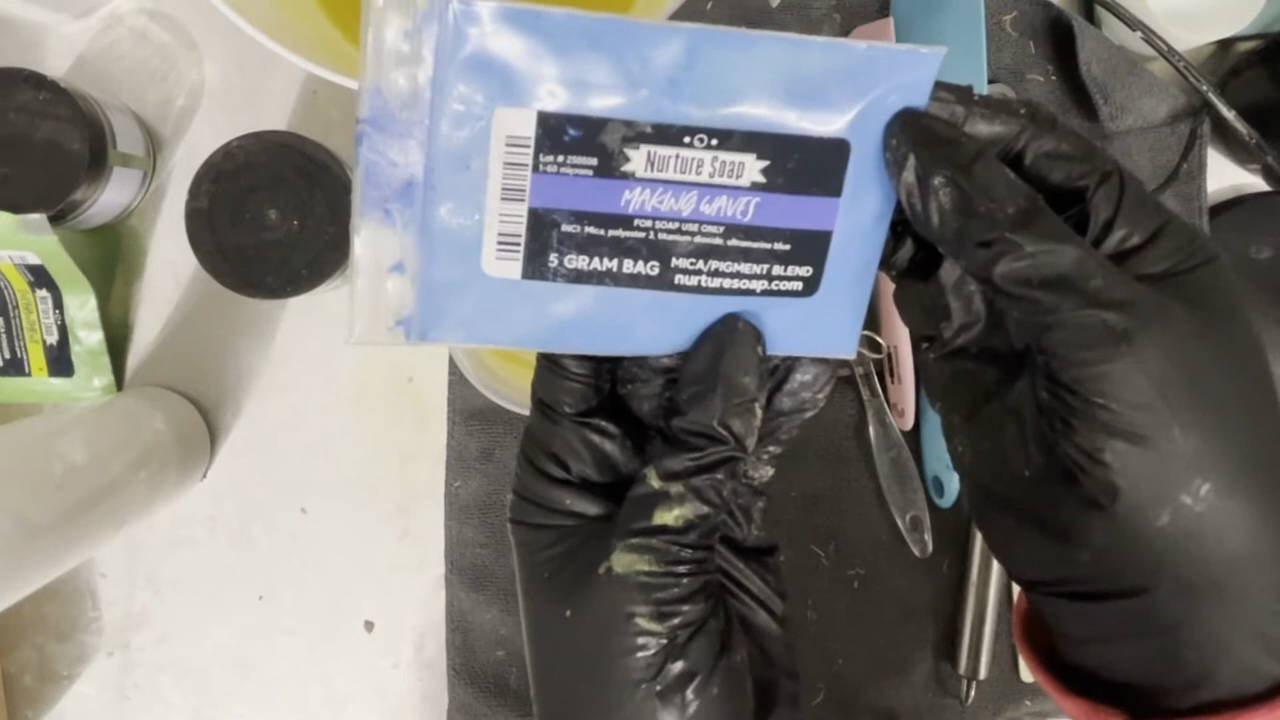 Lot # 250808
1-60 microns
Nurture Soap
MAKING WAVES
FOR SOAP USE ONLY
INCI: Mica, polyester 3, titanium dioxide, ultramarine blue
5 GRAM BAG
MICA/PIGMENT BLEND
nurturesoap.com